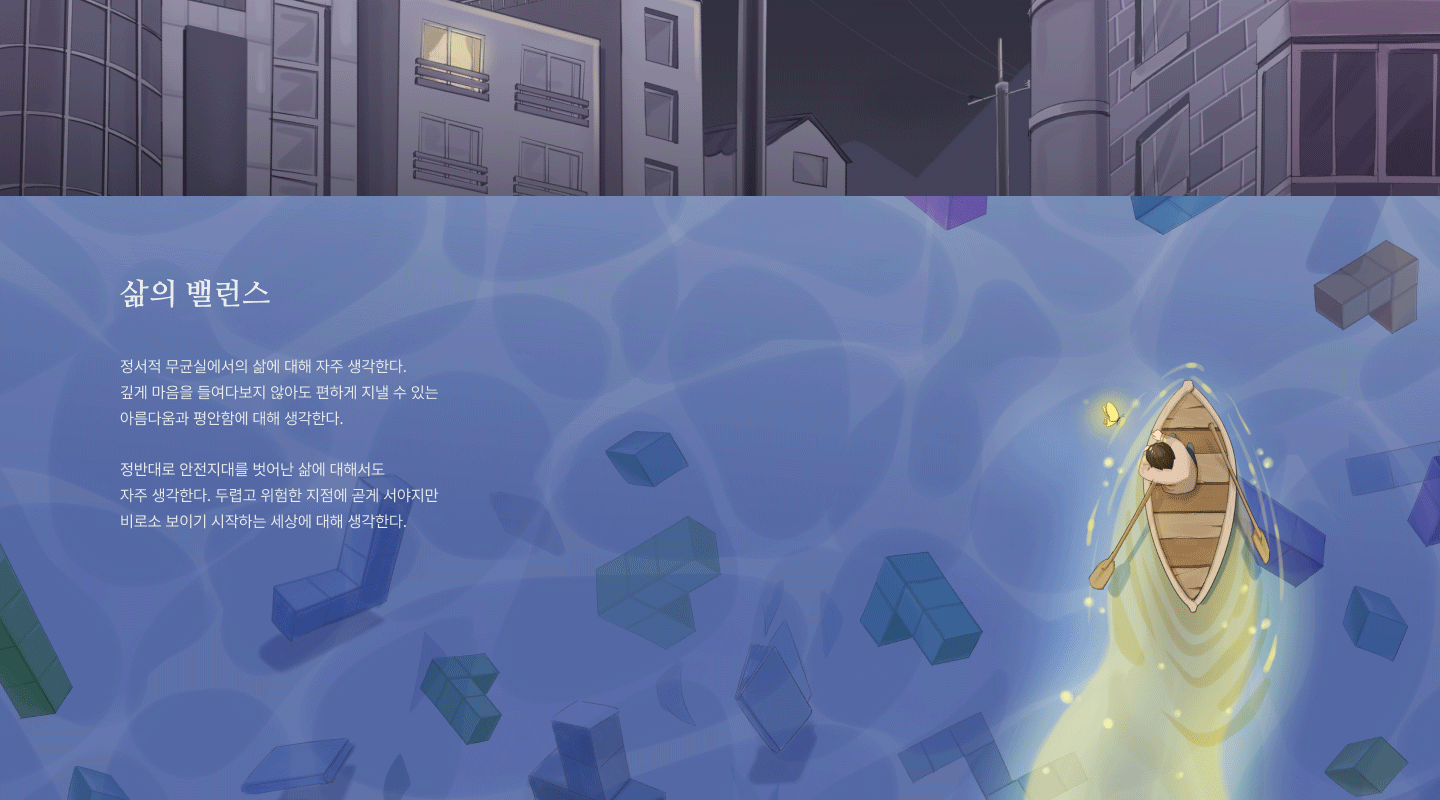 삶의 밸런스
정서적 무균실에서의 삶에 대해 자주 생각한다.
깊게 마음을 들여다보지 않아도 편하게 지낼 수 있는
아름다움과 평안함에 대해 생각한다.
정반대로 안전지대를 벗어난 삶에 대해서도
자주 생각한다. 두렵고 위험한 지점에 곧게 서야지만
비로소 보이기 시작하는 세상에 대해 생각한다.